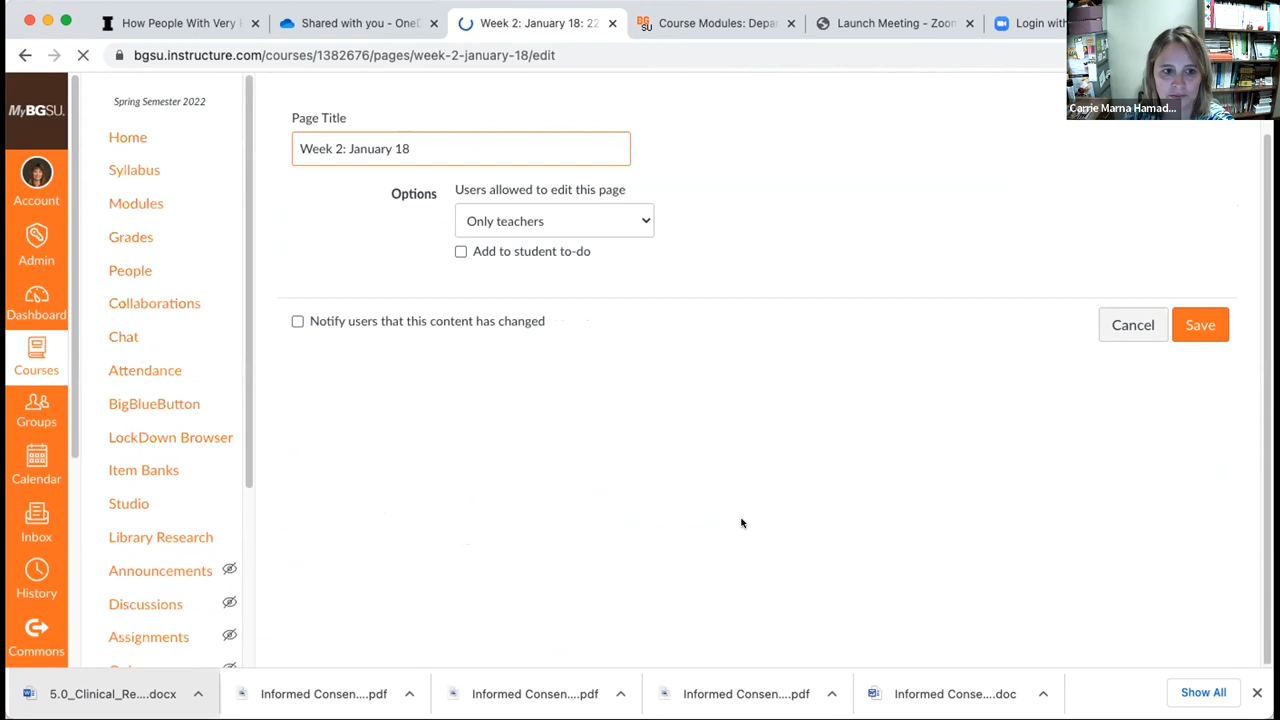 How People With Very
Shared with you - OneD
Week 2: January 18: 22
Course Modules: Depar
Launch Meeting - Zoom
Login with
bgsu.instructure.com/courses/1382676/pages/week-2-january-18/edit
Carrie Marna Hamad...
MyBGSU.
Account
Admin
Dashboard
Courses
Groups
Calendar
Inbox
History
Commons
Spring Semester 2022
Home
Syllabus
Modules
Grades
People
Collaborations
Chat
Attendance
BigBlueButton
LockDown Browser
Item Banks
Studio
Library Research
Announcements
Discussions
Assignments
Page Title
Week 2: January 18
Options
Users allowed to edit this page
Only teachers
Add to student to-do
Notify users that this content has changed
Cancel
Save
5.0_Clinical_Re....docx
Informed Consen....pdf
Informed Consen....pdf
Informed Consen....pdf
Informed Conse....doc
Show All